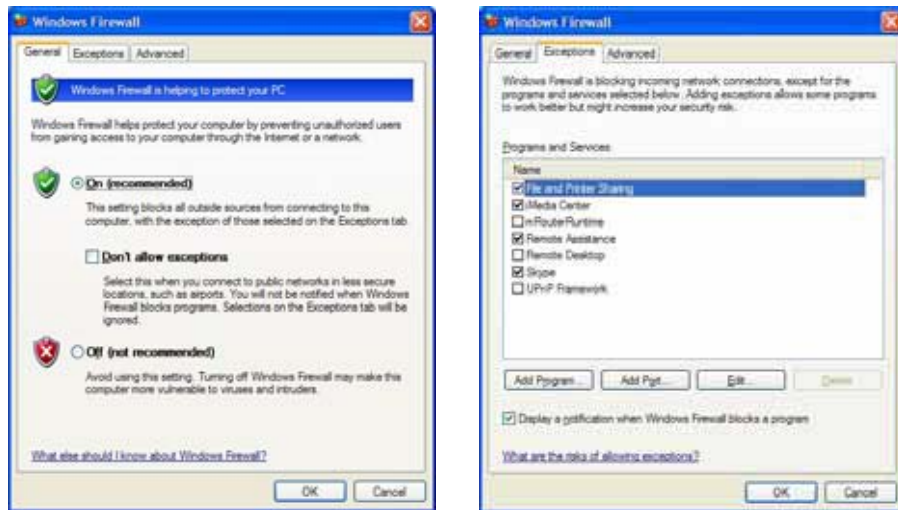 Windows Firewall
General Exceptions Advanced
Windows Firewall is helping to protect your PC
Windows Firewall helps protect your computer by preventing unauthorized users
from gaining access to your computer through the Internet or a network.
On (recommended)
This setting blocks all outside sources from connecting to this
computer, with the exception of those selected on the Exceptions tab
Don't allow exceptions
Select this when you connect to public networks in less secure
locations, such as airports. You will not be notified when Windows
Firewall blocks programs. Selections on the Exceptions tab will be
ignored.
Off (not recommended)
Avoid using this setting. Turning off Windows Firewall may make this
computer more vulnerable to viruses and intruders.
What else should I know about Windows Firewall?
OK Cancel
Windows Firewall
General Exceptions Advanced
Windows Firewall is blocking incoming network connections, except for the
programs and services selected below. Adding exceptions allows some programs
to work better but might increase your security risk.
Programs and Services
Name
File and Printer Sharing
iMedia Center
mRouterRuntime
Remote Assistance
Remote Desktop
Skype
UPnP Framework
Add Program... Add Port... Edit... Delete
Display a notification when Windows Firewall blocks a program
What are the risks of allowing exceptions?
OK Cancel